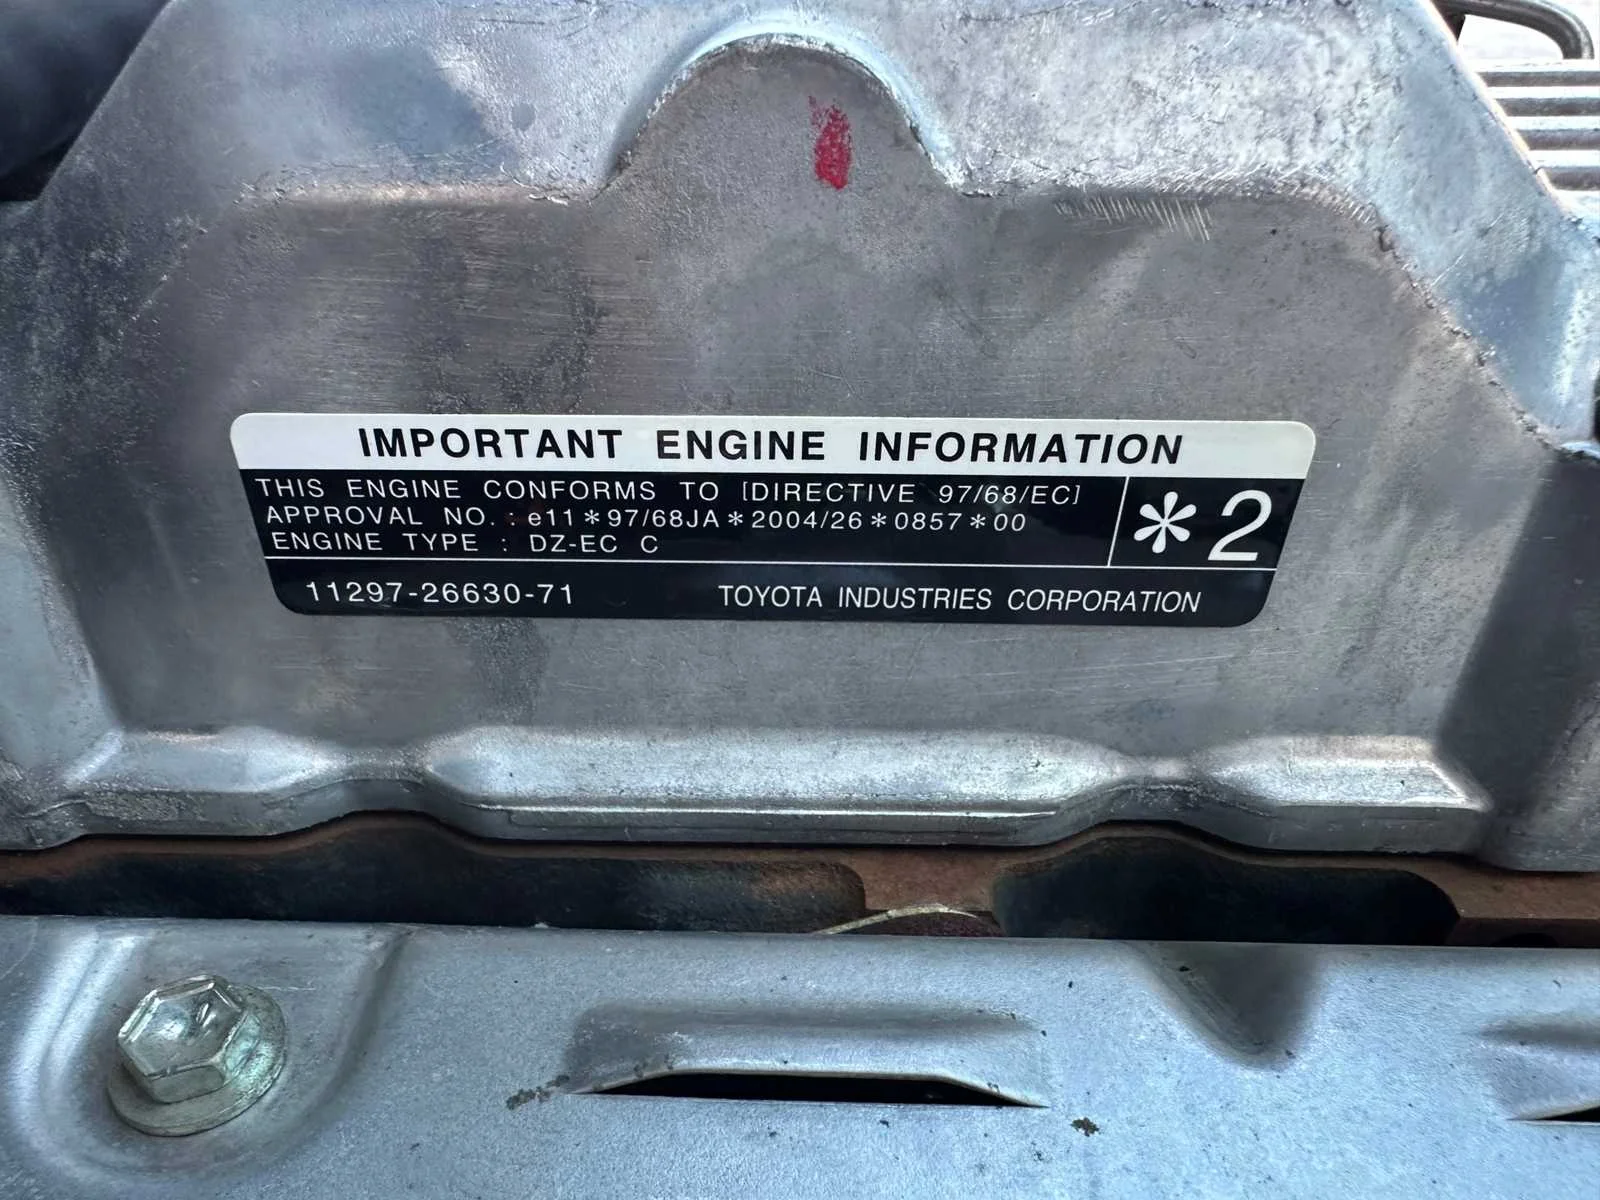 IMPORTANT ENGINE INFORMATION
THIS ENGINE CONFORMS TO [DIRECTIVE 97/68/EC]
APPROVAL NO. : e11*97/68JA*2004/26*0857*00
ENGINE TYPE : DZ-EC C
*2
11297-26630-71 TOYOTA INDUSTRIES CORPORATION